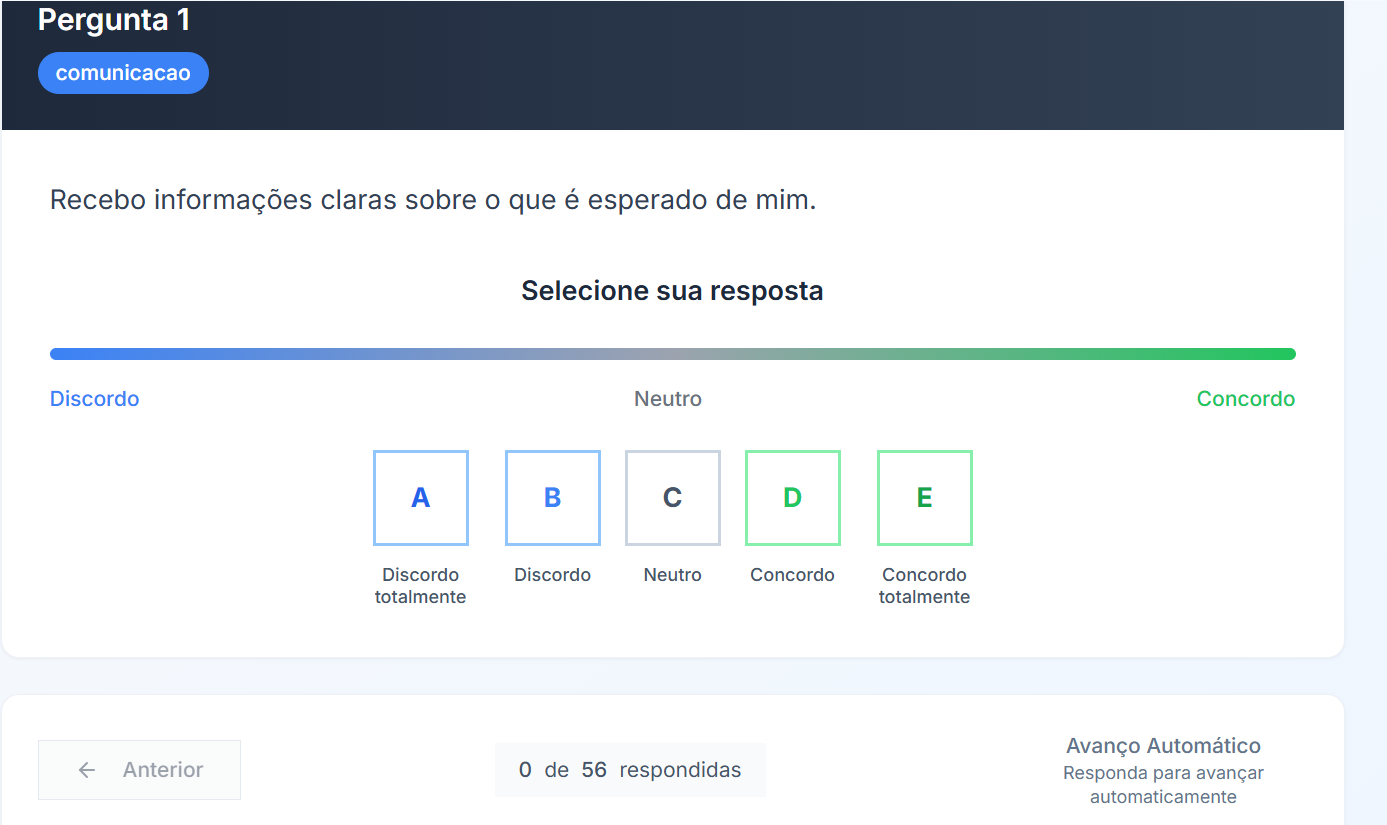 Pergunta 1
comunicacao
Recebo informações claras sobre o que é esperado de mim.
Selecione sua resposta
Discordo Neutro Concordo
A B C D E
Discordo totalmente
Discordo
Neutro
Concordo
Concordo totalmente
← Anterior
0 de 56 respondidas
Avanço Automático
Responda para avançar
automaticamente